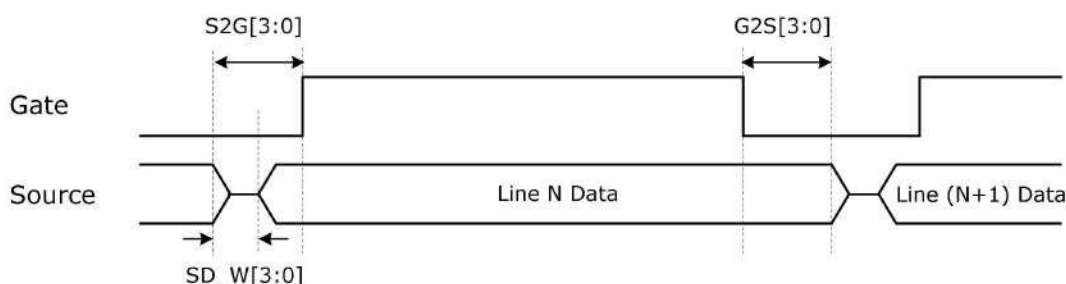 S2G[3:0] G2S[3:0]
Gate
Source Line N Data Line (N+1) Data
SD W[3:0]